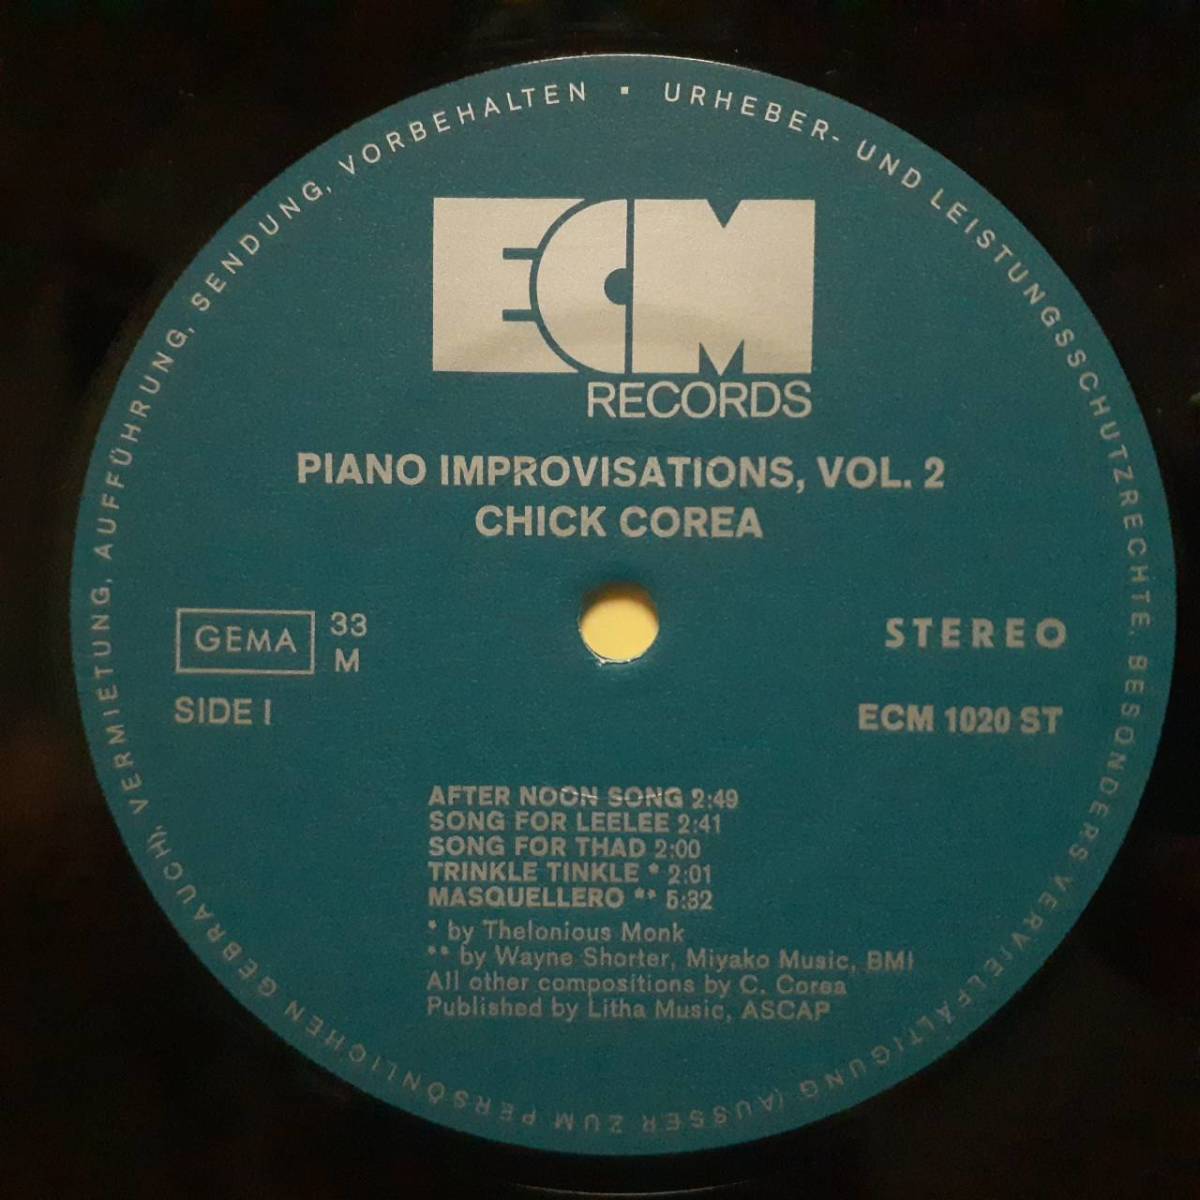 URHEBER- UND LEISTUNGSSCHUTZRECHTE, BESONDERS VERVIELFÄLTIGUNG (AUSSER ZUM PERSÖNLICHEN GEBRAUCH), VERMIETUNG, AUFFÜHRUNG, SENDUNG, VORBEHALTEN ▪
ECM
RECORDS
PIANO IMPROVISATIONS, VOL. 2
CHICK COREA
GEMA 33 M
STEREO
SIDE I
ECM 1020 ST
AFTER NOON SONG 2:49
SONG FOR LEELEE 2:41
SONG FOR THAD 2:00
TRINKLE TINKLE * 2:01
MASQUELLERO ** 5:32
* by Thelonious Monk
** by Wayne Shorter, Miyako Music, BMI
All other compositions by C. Corea
Published by Litha Music, ASCAP